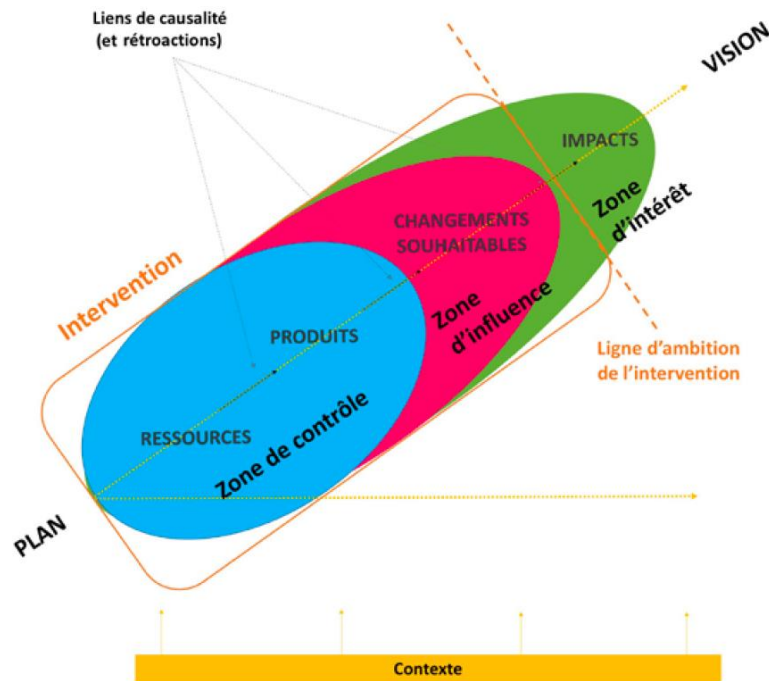 Liens de causalité
(et rétroactions)
VISION
IMPACTS
Zone
d'intérêt
CHANGEMENTS
SOUHAITABLES
Zone
d'influence
Intervention
PRODUITS
Ligne d'ambition
de l'intervention
RESSOURCES
Zone de contrôle
PLAN
Contexte